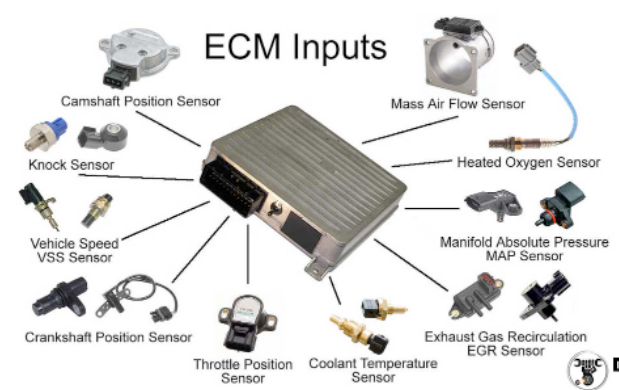 ECM Inputs
Camshaft Position Sensor
Mass Air Flow Sensor
Knock Sensor
Heated Oxygen Sensor
Vehicle Speed
VSS Sensor
Manifold Absolute Pressure
MAP Sensor
Crankshaft Position Sensor
Throttle Position
Sensor
Coolant Temperature
Sensor
Exhaust Gas Recirculation
EGR Sensor